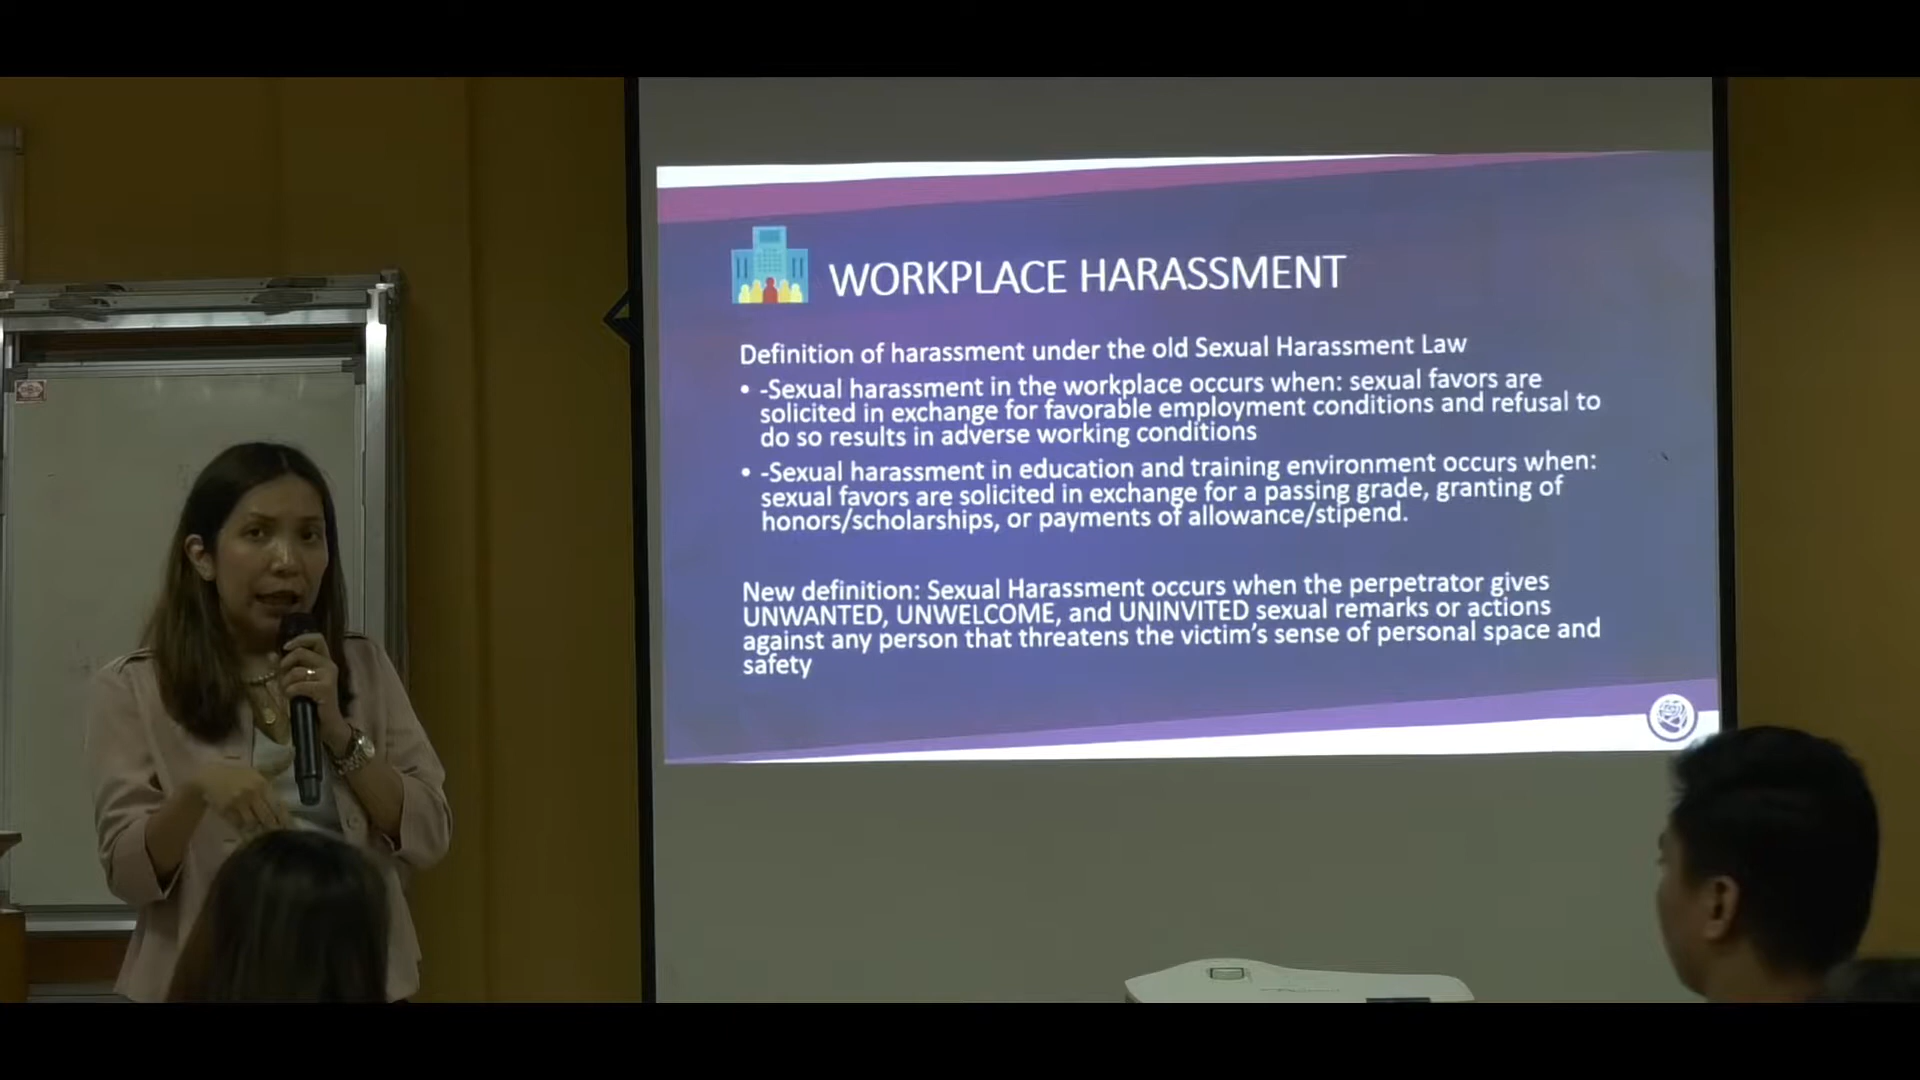 WORKPLACE HARASSMENT
Definition of harassment under the old Sexual Harassment Law
• -Sexual harassment in the workplace occurs when: sexual favors are
solicited in exchange for favorable employment conditions and refusal to
do so results in adverse working conditions
• -Sexual harassment in education and training environment occurs when:
sexual favors are solicited in exchange for a passing grade, granting of
honors/scholarships, or payments of allowance/stipend.
New definition: Sexual Harassment occurs when the perpetrator gives
UNWANTED, UNWELCOME, and UNINVITED sexual remarks or actions
against any person that threatens the victim's sense of personal space and
safety